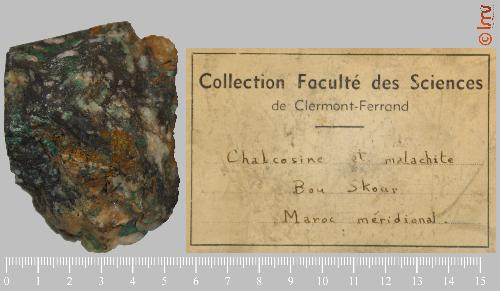 Collection Faculté des Sciences
de Clermont-Ferrand
Chalcosine et malachite
Bou Skour
Maroc méridional.
© lmv
0 1 2 3 4 5 6 7 8 9 10 11 12 13 14 15